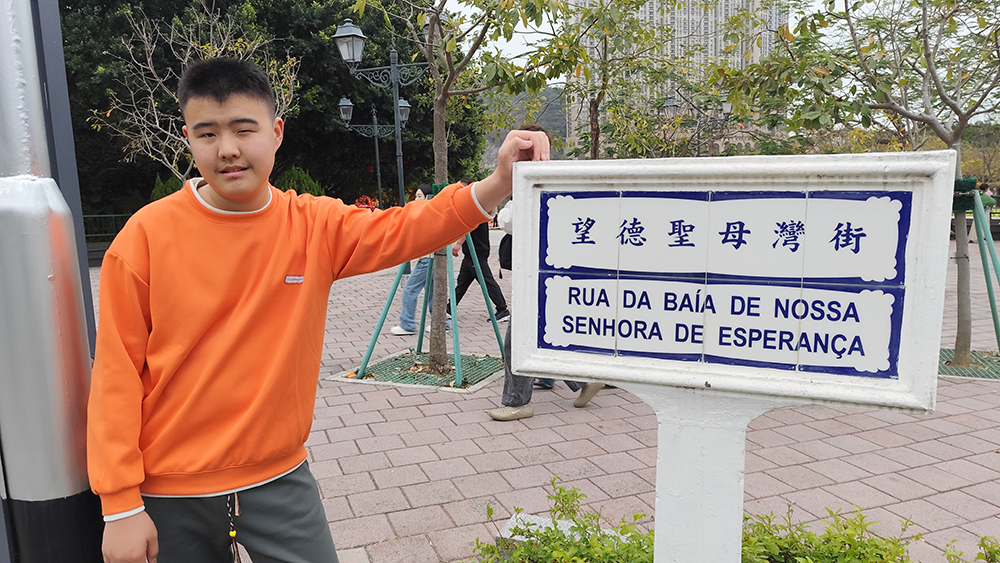 望德聖母灣街
RUA DA BAÍA DE NOSSA
SENHORA DE ESPERANÇA